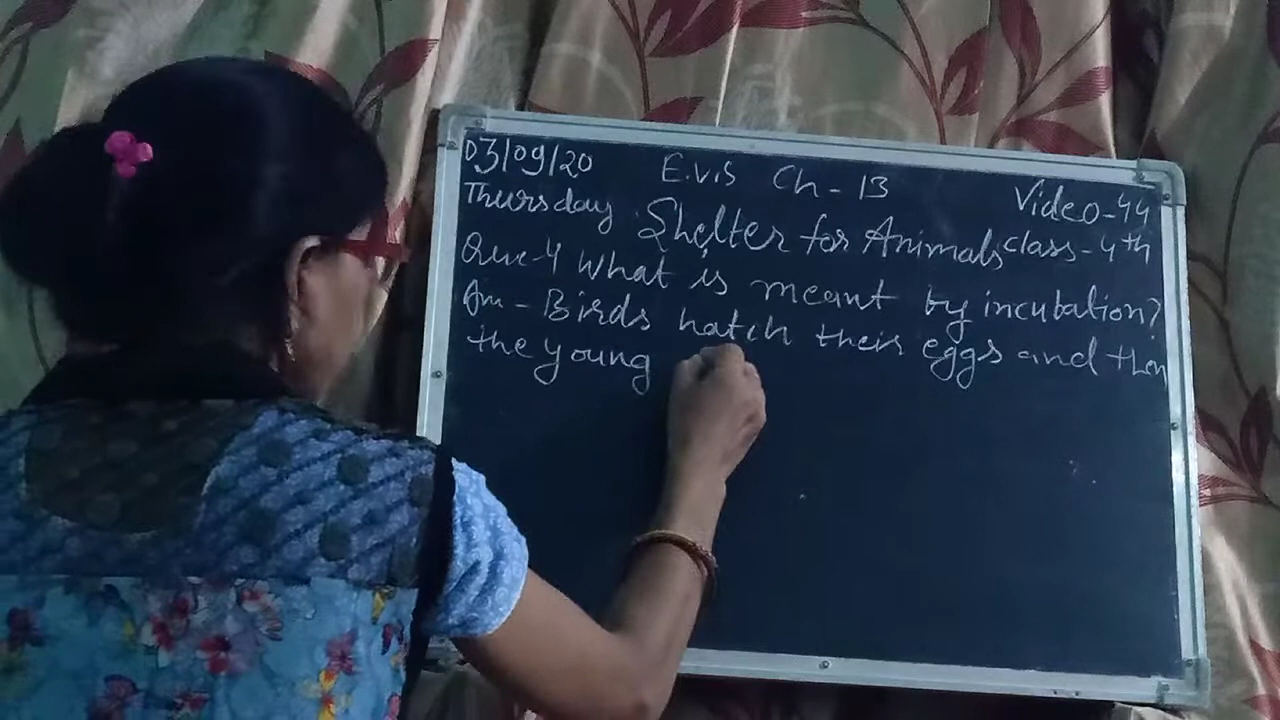 03/09/20 E.v.s Ch - 13 Video-44
Thursday Shelter for Animals class-4th
Que-4 What is meant by incubation?
An - Birds hatch their eggs and then
the young